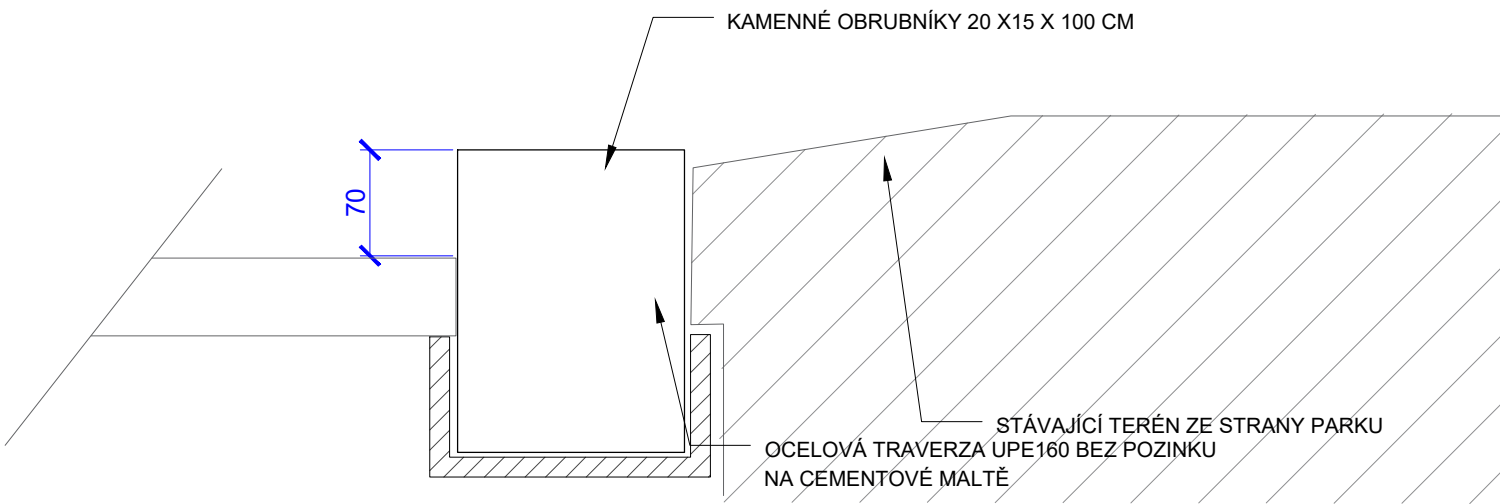 KAMENNÉ OBRUBNÍKY 20 X15 X 100 CM
70
STÁVAJÍCÍ TERÉN ZE STRANY PARKU
OCELOVÁ TRAVERZA UPE160 BEZ POZINKU
NA CEMENTOVÉ MALTĚ